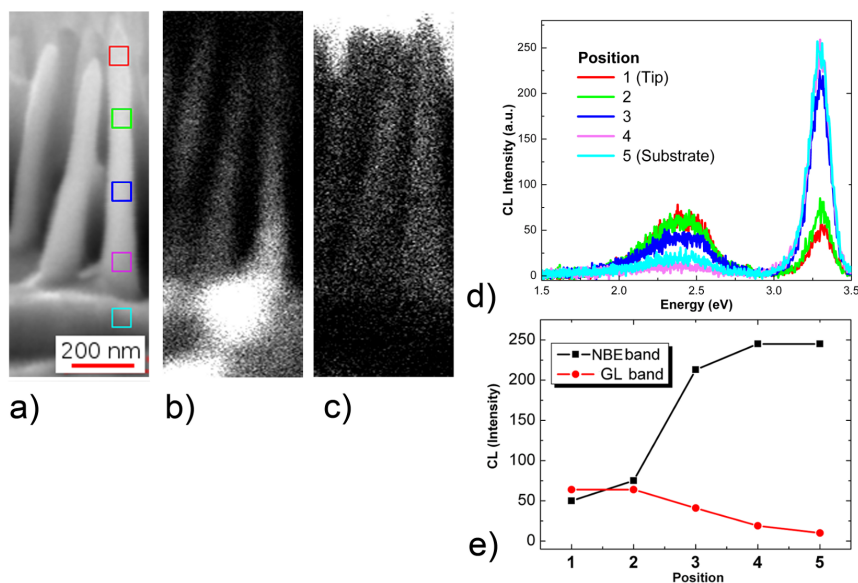 200 nm
a)
b)
c)
CL Intensity (a.u.)
250
200
150
100
50
0
Position
1 (Tip)
2
3
4
5 (Substrate)
1.5 2.0 2.5 3.0 3.5
Energy (eV)
d)
CL (Intensity)
250
200
150
100
50
0
NBE band
GL band
1 2 3 4 5
Position
e)